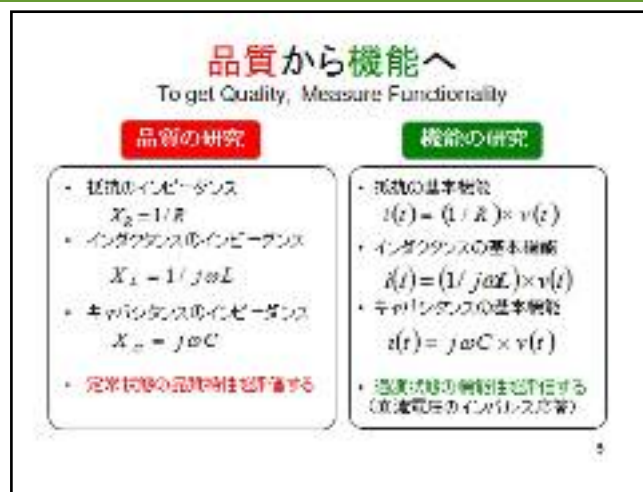 品質から機能へ
To get Quality, Measure Functionality
品質の研究
・ 抵抗のインピーダンス
X_R = 1/R
・ インダクタンスのインピーダンス
X_L = 1/jωL
・ キャパシタンスのインピーダンス
X_C = jωC
・ 定常状態の品質特性を評価する
機能の研究
・ 抵抗の基本機能
i(t) = (1/R)×v(t)
・ インダクタンスの基本機能
i(t) = (1/jωL)×v(t)
・ キャパシタンスの基本機能
i(t) = jωC×v(t)
・ 過渡状態の機能性を評価する
(直流電圧のインパルス応答)